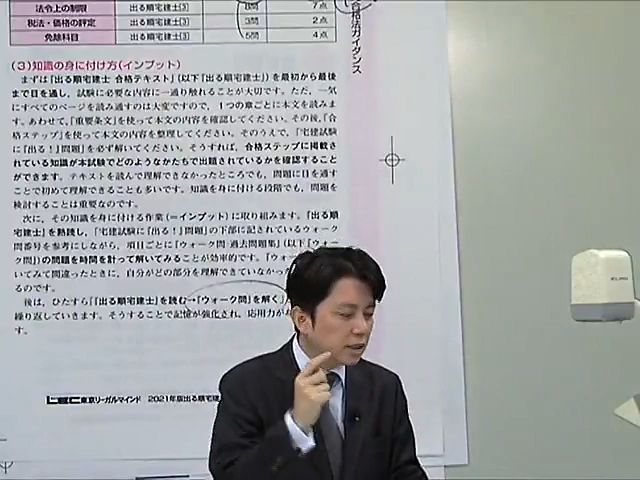 法令上の制限 出る順宅建士③ 8問 7点
税法・価格の評定 出る順宅建士③ 3問 2点
免除科目 出る順宅建士③ 5問 4点
合格法ガイダンス
(3)知識の身に付け方(インプット)
まずは『出る順宅建士 合格テキスト』(以下『出る順宅建士』)を最初から最後
まで目を通し、試験に必要な内容に一通り触れることが大切です。ただ、一気
にすべてのページを読み通すのは大変ですので、1つの章ごとに本文を読みま
す。あわせて、「重要条文」を使って本文の内容を確認してください。その後、「合
格ステップ」を使って本文の内容を整理してください。そのうえで、「宅建試験
に『出る!』問題」を必ず解いてください。そうすれば、合格ステップに掲載さ
れている知識が本試験でどのようなかたちで出題されているかを確認すること
ができます。テキストを読んで理解できなかったところでも、問題に目を通す
ことで初めて理解できることも多いです。知識を身に付ける段階でも、問題を
検討することは重要なのです。
次に、その知識を身に付ける作業(=インプット)に取り組みます。『出る順
宅建士』を熟読し、「宅建試験に『出る!』問題」の下部に記されているウォーク
問番号を参考にしながら、項目ごとに『ウォーク問 過去問題集』(以下『ウォー
ク問』)の問題を時間を計って解いてみることが効率的です。『ウォー
いてみて間違ったときに、自分がどの部分を理解できていなかっ
るのです。
後は、ひたすら「『出る順宅建士』を読む→『ウォーク問』を解く」
繰り返していきます。そうすることで記憶が強化され、応用力が
す。
LEC東京リーガルマインド 2021年版出る順宅建